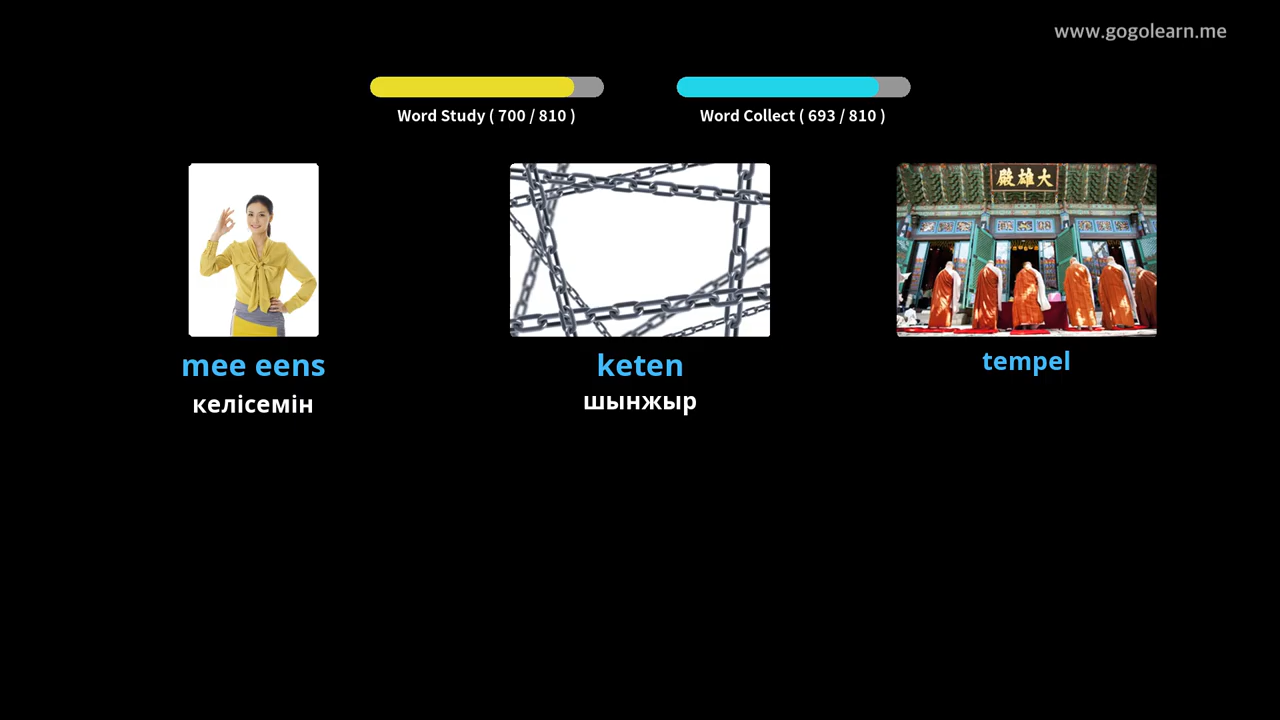 www.gogolearn.me
Word Study ( 700 / 810 )
Word Collect ( 693 / 810 )
殿雄大
mee eens
келісемін
keten
шынжыр
tempel